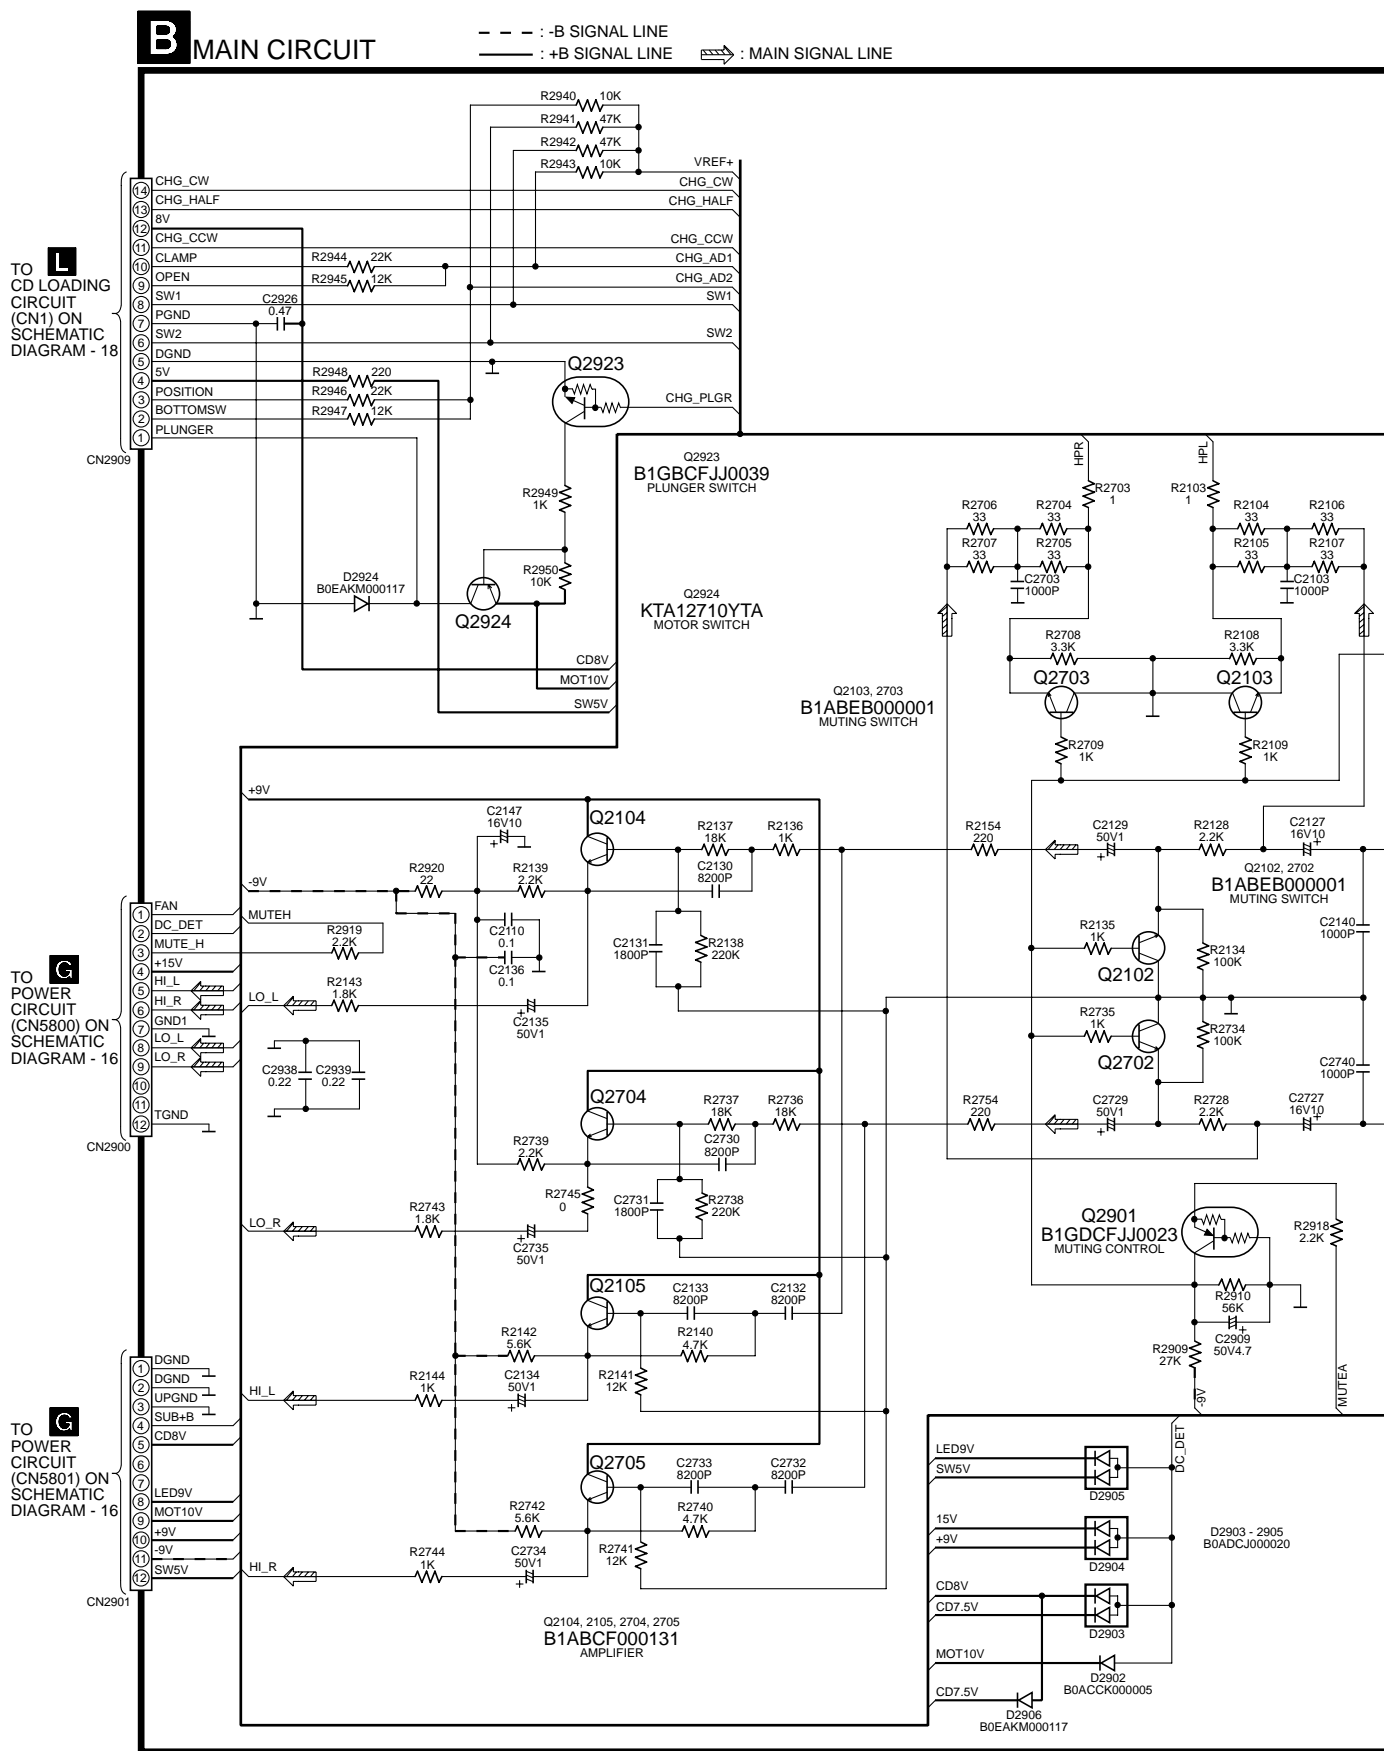 B MAIN CIRCUIT
: -B SIGNAL LINE
: +B SIGNAL LINE
: MAIN SIGNAL LINE
R2940 10K
R2941 47K
R2942 47K
R2943 10K
VREF+
CHG_CW
CHG_HALF
CHG_CCW
CHG_AD1
CHG_AD2
SW1
SW2
CHG_PLGR
TO L
CD LOADING
CIRCUIT
(CN1) ON
SCHEMATIC
DIAGRAM - 18
14 CHG_CW
13 CHG_HALF
12 8V
11 CHG_CCW
10 CLAMP
9 OPEN
8 SW1
7 PGND
6 SW2
5 DGND
4 5V
3 POSITION
2 BOTTOMSW
1 PLUNGER
CN2909
R2944 22K
R2945 12K
C2926
0.47
R2948 220
R2946 22K
R2947 12K
Q2923
Q2923
B1GBCFJJ0039
PLUNGER SWITCH
R2949
1K
R2950
10K
D2924
B0EAKM000117
Q2924
Q2924
KTA12710YTA
MOTOR SWITCH
CD8V
MOT10V
SW5V
HPR
HPL
R2703
1
R2103
1
R2706
33
R2704
33
R2707
33
R2705
33
C2703
1000P
R2104
33
R2106
33
R2105
33
R2107
33
C2103
1000P
R2708
3.3K
R2108
3.3K
Q2703
Q2103
Q2103, 2703
B1ABEB000001
MUTING SWITCH
R2709
1K
R2109
1K
+9V
-9V
MUTEH
C2147
16V10
+
Q2104
R2137
18K
R2136
1K
C2130
8200P
R2920
22
R2139
2.2K
C2110
0.1
C2136
0.1
C2131
1800P
R2138
220K
R2154
220
C2129
50V1
+
R2128
2.2K
C2127
16V10
+
Q2102, 2702
B1ABEB000001
MUTING SWITCH
C2140
1000P
R2135
1K
Q2102
R2134
100K
R2735
1K
Q2702
R2734
100K
C2740
1000P
TO G
POWER
CIRCUIT
(CN5800) ON
SCHEMATIC
DIAGRAM - 16
1 FAN
2 DC_DET
3 MUTE_H
4 +15V
5 HI_L
6 HI_R
7 GND1
8 LO_L
9 LO_R
10
11
12 TGND
CN2900
R2919
2.2K
LO_L
R2143
1.8K
+
C2135
50V1
C2938
0.22
C2939
0.22
Q2704
R2737
18K
R2736
18K
C2730
8200P
R2739
2.2K
R2745
0
C2731
1800P
R2738
220K
R2754
220
C2729
50V1
+
R2728
2.2K
C2727
16V10
+
LO_R
R2743
1.8K
+
C2735
50V1
Q2901
B1GDCFJJ0023
MUTING CONTROL
R2918
2.2K
R2910
56K
+
C2909
50V4.7
R2909
27K
-9V
MUTEA
Q2105
C2133
8200P
C2132
8200P
R2142
5.6K
R2140
4.7K
R2141
12K
HI_L
R2144
1K
C2134
50V1
+
TO G
POWER
CIRCUIT
(CN5801) ON
SCHEMATIC
DIAGRAM - 16
1 DGND
2 DGND
3 UPGND
4 SUB+B
5 CD8V
6
7
8 LED9V
9 MOT10V
10 +9V
11 -9V
12 SW5V
CN2901
Q2705
C2733
8200P
C2732
8200P
R2742
5.6K
R2740
4.7K
R2741
12K
HI_R
R2744
1K
C2734
50V1
+
Q2104, 2105, 2704, 2705
B1ABCF000131
AMPLIFIER
DC_DET
LED9V
SW5V
D2905
15V
+9V
D2904
D2903 - 2905
B0ADCJ000020
CD8V
CD7.5V
D2903
MOT10V
D2902
B0ACCK000005
CD7.5V
D2906
B0EAKM000117